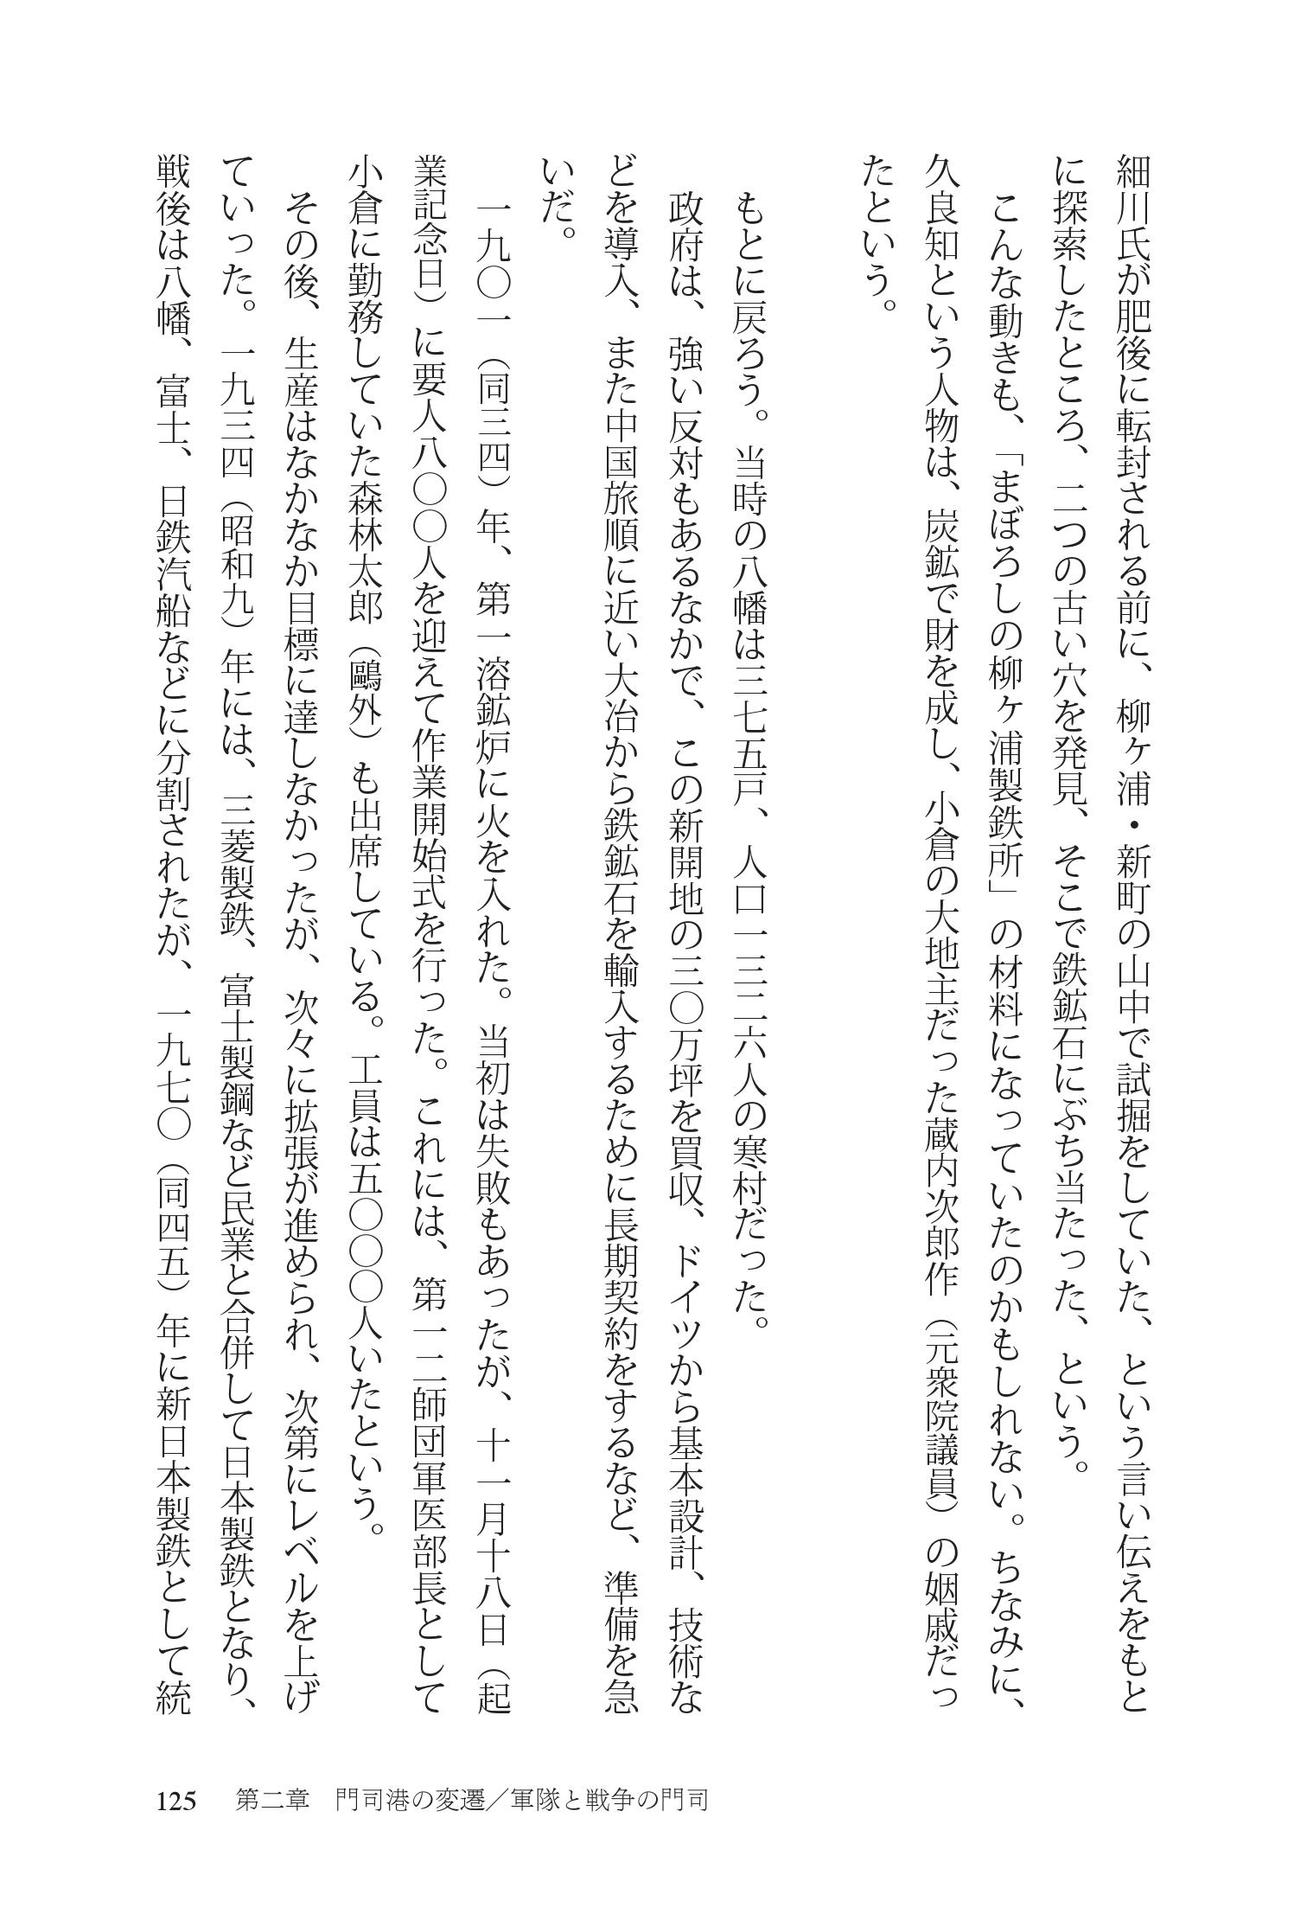 細川氏が肥後に転封される前に、柳ヶ浦・新町の山中で試掘をしていた、という言い伝えをもと
に探索したところ、二つの古い穴を発見、そこで鉄鉱石にぶち当たった、という。
こんな動きも、「まぼろしの柳ヶ浦製鉄所」の材料になっていたのかもしれない。ちなみに、
久良知という人物は、炭鉱で財を成し、小倉の大地主だった蔵内次郎作（元衆院議員）の姻戚だっ
たという。
もとに戻ろう。当時の八幡は三七五戸、人口一三二六人の寒村だった。
政府は、強い反対もあるなかで、この新開地の三〇万坪を買収、ドイツから基本設計、技術な
どを導入、また中国旅順に近い大冶から鉄鉱石を輸入するために長期契約をするなど、準備を急
いだ。
一九〇一（同三四）年、第一溶鉱炉に火を入れた。当初は失敗もあったが、十一月十八日（起
業記念日）に要人八〇〇人を迎えて作業開始式を行った。これには、第一二師団軍医部長として
小倉に勤務していた森林太郎（鷗外）も出席している。工員は五〇〇〇人いたという。
その後、生産はなかなか目標に達しなかったが、次々に拡張が進められ、次第にレベルを上げ
ていった。一九三四（昭和九）年には、三菱製鉄、富士製鋼など民業と合併して日本製鉄となり、
戦後は八幡、富士、日鉄汽船などに分割されたが、一九七〇（同四五）年に新日本製鉄として統
125 第二章 門司港の変遷／軍隊と戦争の門司